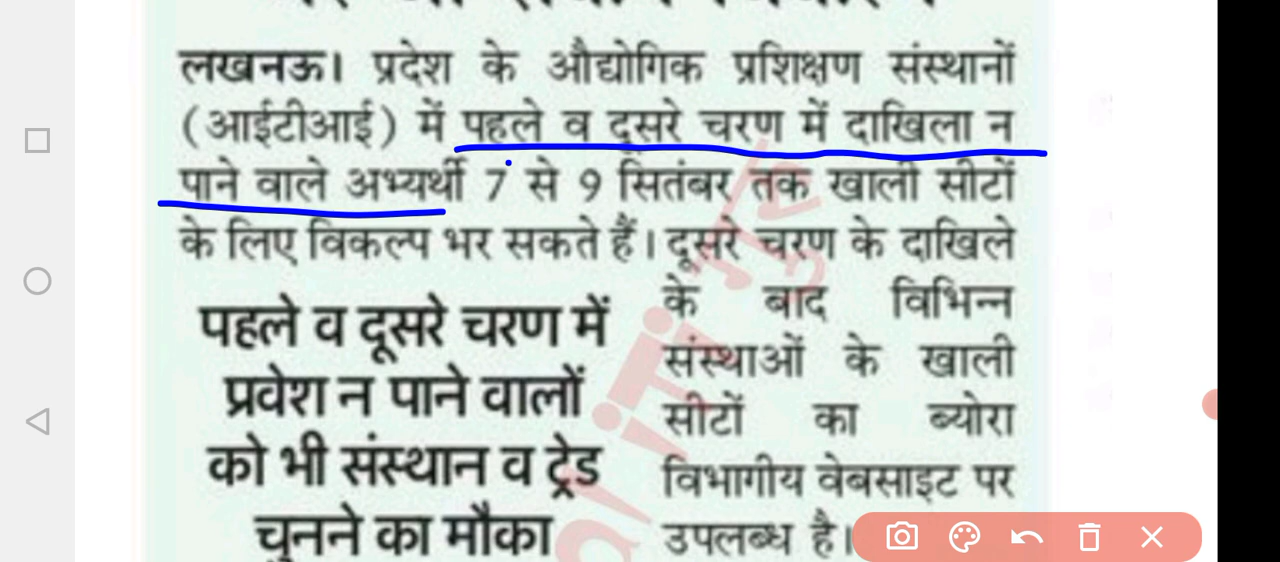 लखनऊ। प्रदेश के औद्योगिक प्रशिक्षण संस्थानों
(आईटीआई) में पहले व दूसरे चरण में दाखिला न
पाने वाले अभ्यर्थी 7 से 9 सितंबर तक खाली सीटों
के लिए विकल्प भर सकते हैं। दूसरे चरण के दाखिले
के बाद विभिन्न
संस्थाओं के खाली
सीटों का ब्योरा
विभागीय वेबसाइट पर
उपलब्ध है।
पहले व दूसरे चरण में
प्रवेश न पाने वालों
को भी संस्थान व ट्रेड
चुनने का मौका